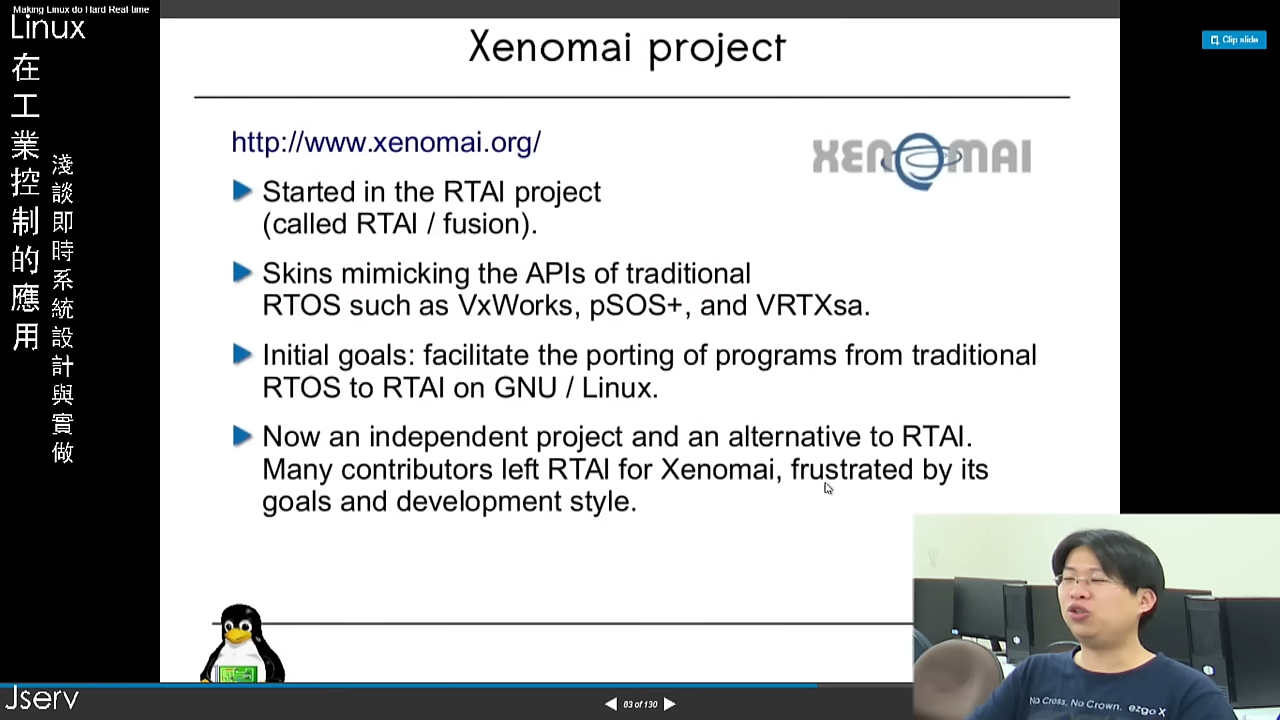 Making Linux do Hard Real-time
Linux
在工業控制的應用
淺談即時系統設計與實做
Xenomai project
Clip slide
http://www.xenomai.org/
XENOMAI
Started in the RTAI project
(called RTAI / fusion).
Skins mimicking the APIs of traditional
RTOS such as VxWorks, pSOS+, and VRTXsa.
Initial goals: facilitate the porting of programs from traditional
RTOS to RTAI on GNU / Linux.
Now an independent project and an alternative to RTAI.
Many contributors left RTAI for Xenomai, frustrated by its
goals and development style.
Jserv
83 of 130
No Cross, No Crown. ezgo X